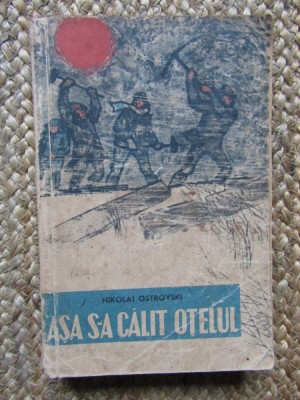 NIKOLAI OSTROVSKI
AȘA S-A CĂLIT OȚELUL